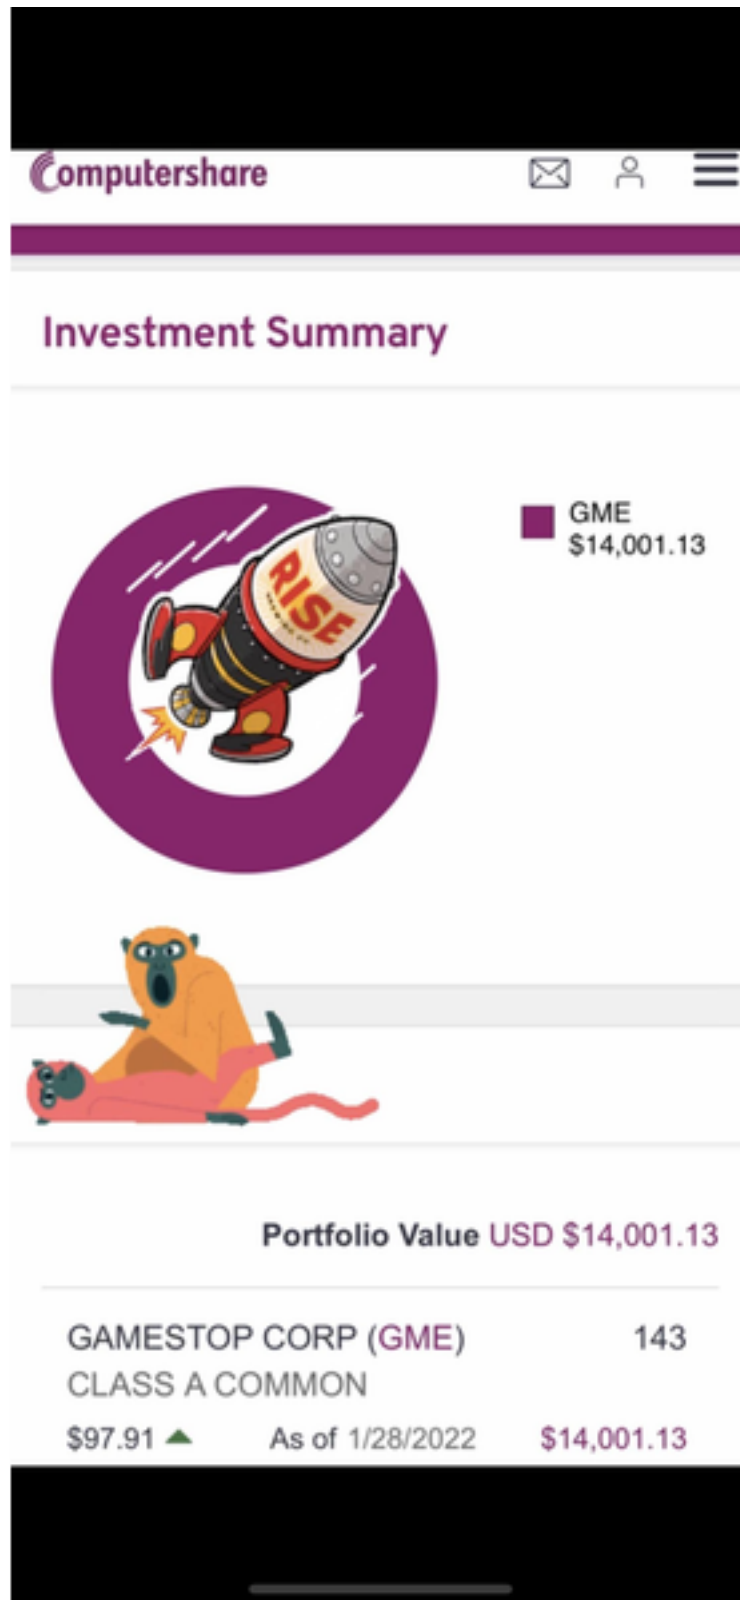 Computershare
Investment Summary
GME
$14,001.13
RISE
Portfolio Value USD $14,001.13
GAMESTOP CORP (GME) 143
CLASS A COMMON
$97.91 As of 1/28/2022 $14,001.13